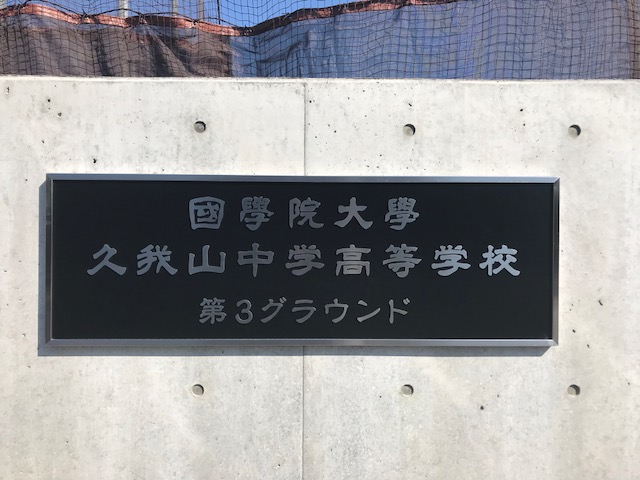 國學院大學
久我山中学高等学校
第3グラウンド